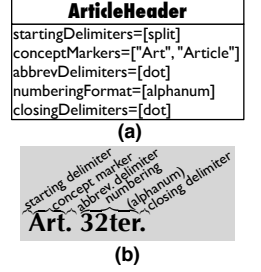 ArticleHeader
startingDelimiters=[split]
conceptMarkers=["Art", "Article"]
abbrevDelimiters=[dot]
numberingFormat=[alphanum]
closingDelimiters=[dot]
(a)
starting delimiter
concept marker
abbrev. delimiter
numbering
(alphanum)
closing delimiter
Art. 32ter.
(b)